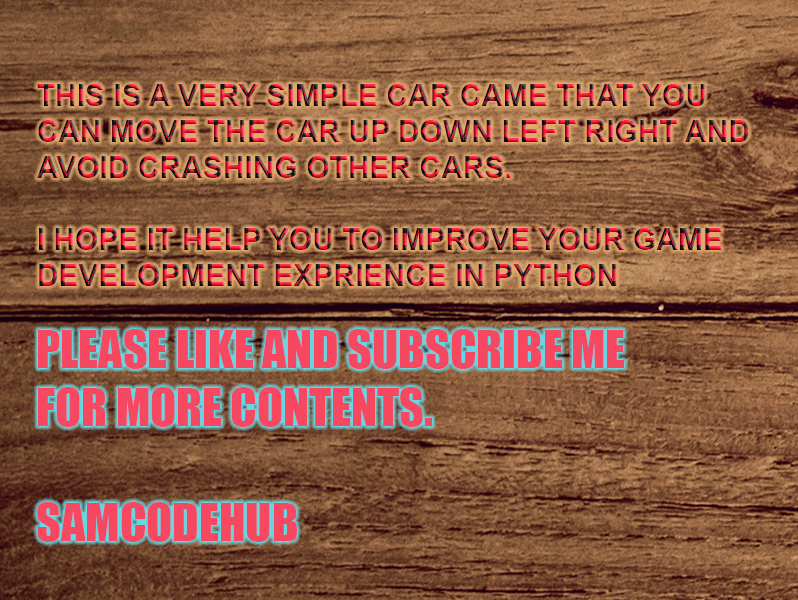 THIS IS A VERY SIMPLE CAR CAME THAT YOU
CAN MOVE THE CAR UP DOWN LEFT RIGHT AND
AVOID CRASHING OTHER CARS.
I HOPE IT HELP YOU TO IMPROVE YOUR GAME
DEVELOPMENT EXPRIENCE IN PYTHON
PLEASE LIKE AND SUBSCRIBE ME
FOR MORE CONTENTS.
SAMCODEHUB